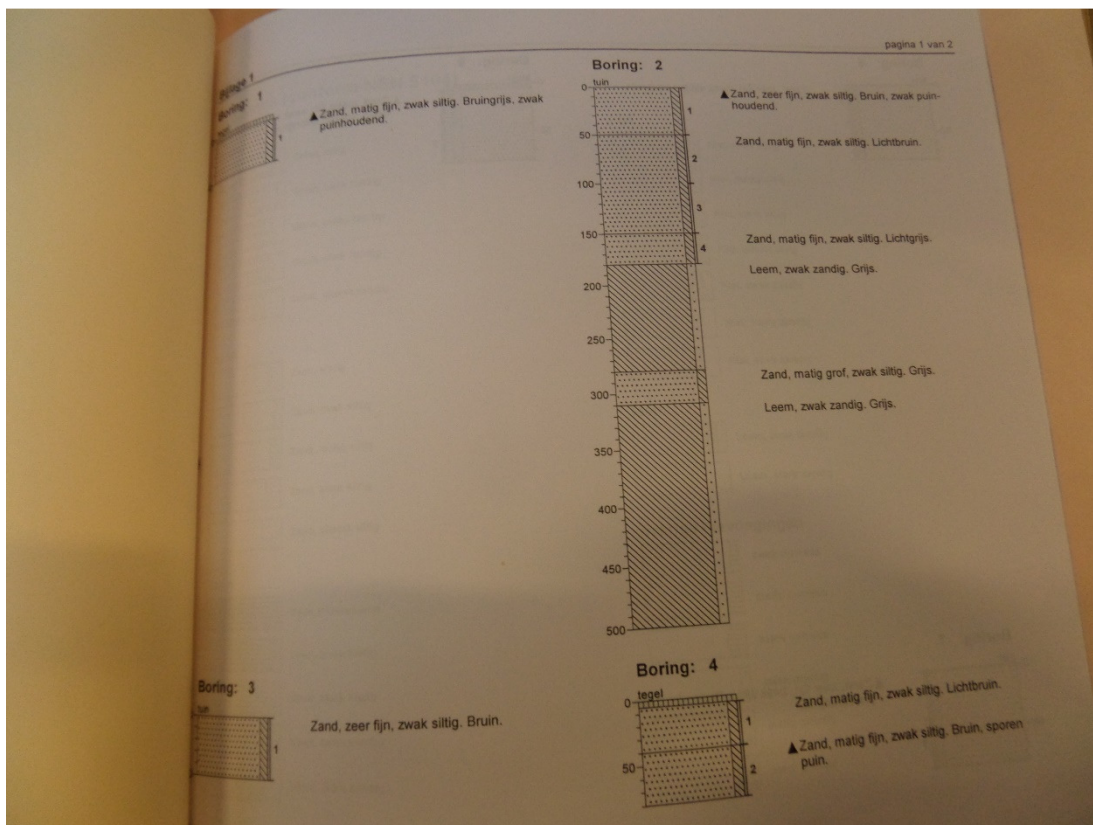 pagina 1 van 2
Bijlage 1
Boring: 1
tegel
1
▲ Zand, matig fijn, zwak siltig. Bruingrijs, zwak
puinhoudend.
Boring: 2
tuin
0
50
100
150
200
250
300
350
400
450
500
1
2
3
4
▲ Zand, zeer fijn, zwak siltig. Bruin, zwak puin-
houdend.
Zand, matig fijn, zwak siltig. Lichtbruin.
Zand, matig fijn, zwak siltig. Lichtgrijs.
Leem, zwak zandig. Grijs.
Zand, matig grof, zwak siltig. Grijs.
Leem, zwak zandig. Grijs.
Boring: 3
tuin
1
Zand, zeer fijn, zwak siltig. Bruin.
Boring: 4
tegel
0
50
1
2
Zand, matig fijn, zwak siltig. Lichtbruin.
▲ Zand, matig fijn, zwak siltig. Bruin, sporen
puin.